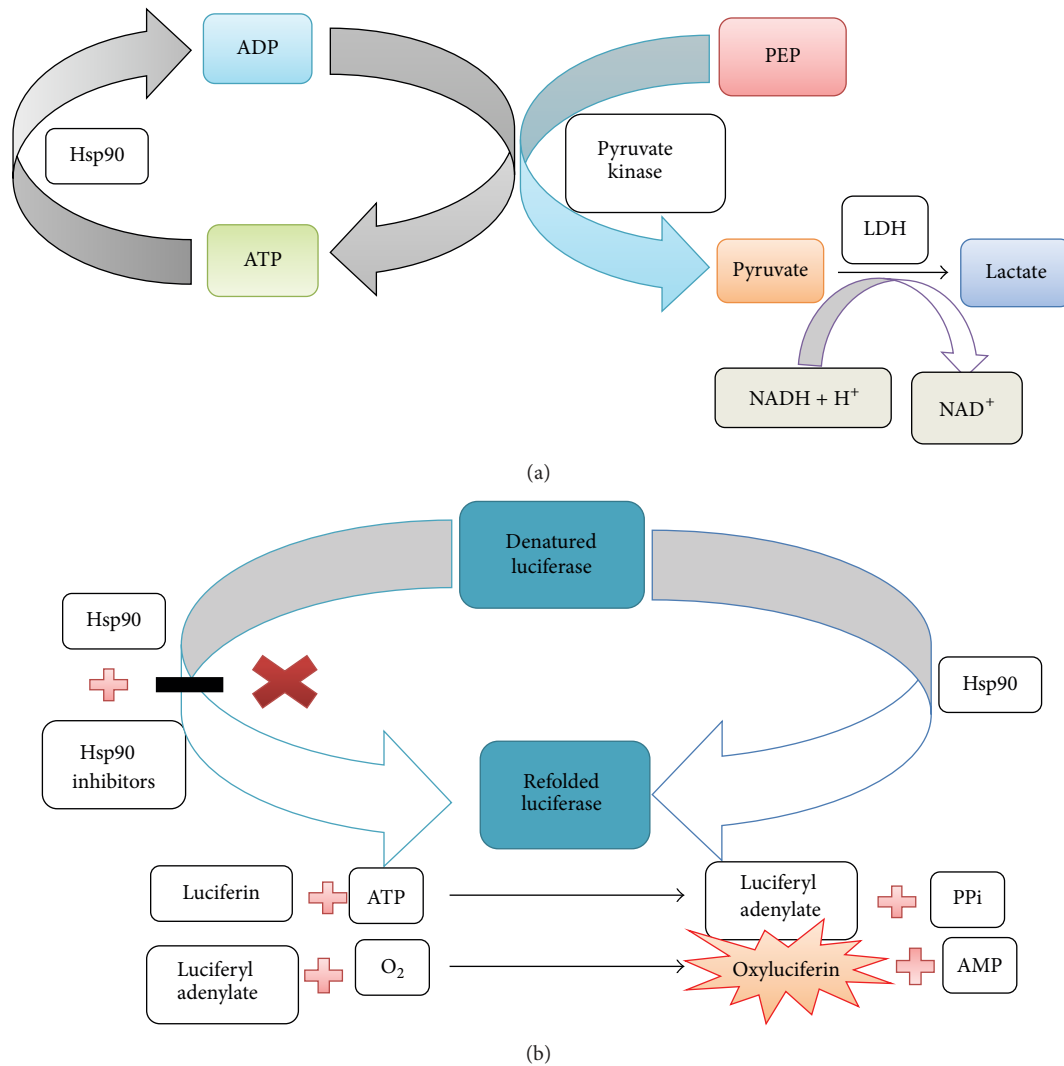 ADP
PEP
Hsp90
Pyruvate
kinase
ATP
LDH
Pyruvate
Lactate
NADH + H⁺
NAD⁺
(a)
Denatured
luciferase
Hsp90
Hsp90
Hsp90
inhibitors
Refolded
luciferase
Luciferin
ATP
Luciferyl
adenylate
PPi
Luciferyl
adenylate
O₂
Oxyluciferin
AMP
(b)